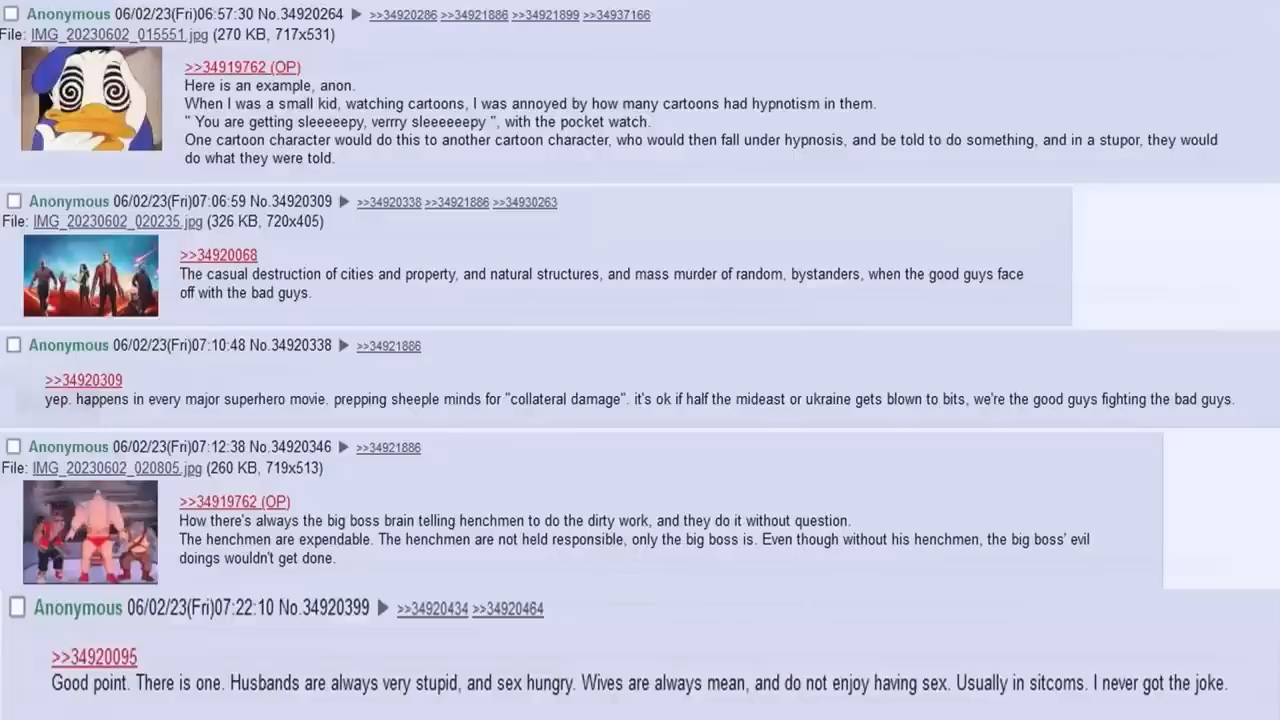 Anonymous 06/02/23(Fri)06:57:30 No.34920264 ▶ >>34920286 >>34921886 >>34921899 >>34937166
File: IMG_20230602_015551.jpg (270 KB, 717x531)
>>34919762 (OP)
Here is an example, anon.
When I was a small kid, watching cartoons, I was annoyed by how many cartoons had hypnotism in them.
" You are getting sleeeeepy, verrry sleeeeeepy ", with the pocket watch.
One cartoon character would do this to another cartoon character, who would then fall under hypnosis, and be told to do something, and in a stupor, they would
do what they were told.
Anonymous 06/02/23(Fri)07:06:59 No.34920309 ▶ >>34920338 >>34921886 >>34930263
File: IMG_20230602_020235.jpg (326 KB, 720x405)
>>34920068
The casual destruction of cities and property, and natural structures, and mass murder of random, bystanders, when the good guys face
off with the bad guys.
Anonymous 06/02/23(Fri)07:10:48 No.34920338 ▶ >>34921886
>>34920309
yep. happens in every major superhero movie. prepping sheeple minds for "collateral damage". it's ok if half the mideast or ukraine gets blown to bits, we're the good guys fighting the bad guys.
Anonymous 06/02/23(Fri)07:12:38 No.34920346 ▶ >>34921886
File: IMG_20230602_020805.jpg (260 KB, 719x513)
>>34919762 (OP)
How there's always the big boss brain telling henchmen to do the dirty work, and they do it without question.
The henchmen are expendable. The henchmen are not held responsible, only the big boss is. Even though without his henchmen, the big boss' evil
doings wouldn't get done.
Anonymous 06/02/23(Fri)07:22:10 No.34920399 ▶ >>34920434 >>34920464
>>34920095
Good point. There is one. Husbands are always very stupid, and sex hungry. Wives are always mean, and do not enjoy having sex. Usually in sitcoms. I never got the joke.